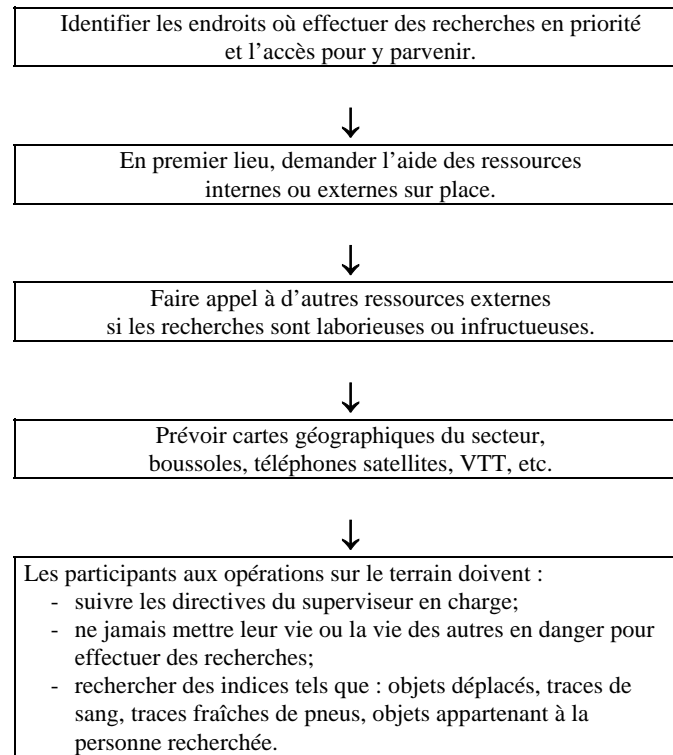 Identifier les endroits où effectuer des recherches en priorité
et l’accès pour y parvenir.
↓
En premier lieu, demander l’aide des ressources
internes ou externes sur place.
↓
Faire appel à d’autres ressources externes
si les recherches sont laborieuses ou infructueuses.
↓
Prévoir cartes géographiques du secteur,
boussoles, téléphones satellites, VTT, etc.
↓
Les participants aux opérations sur le terrain doivent :
- suivre les directives du superviseur en charge;
- ne jamais mettre leur vie ou la vie des autres en danger pour
effectuer des recherches;
- rechercher des indices tels que : objets déplacés, traces de
sang, traces fraîches de pneus, objets appartenant à la
personne recherchée.